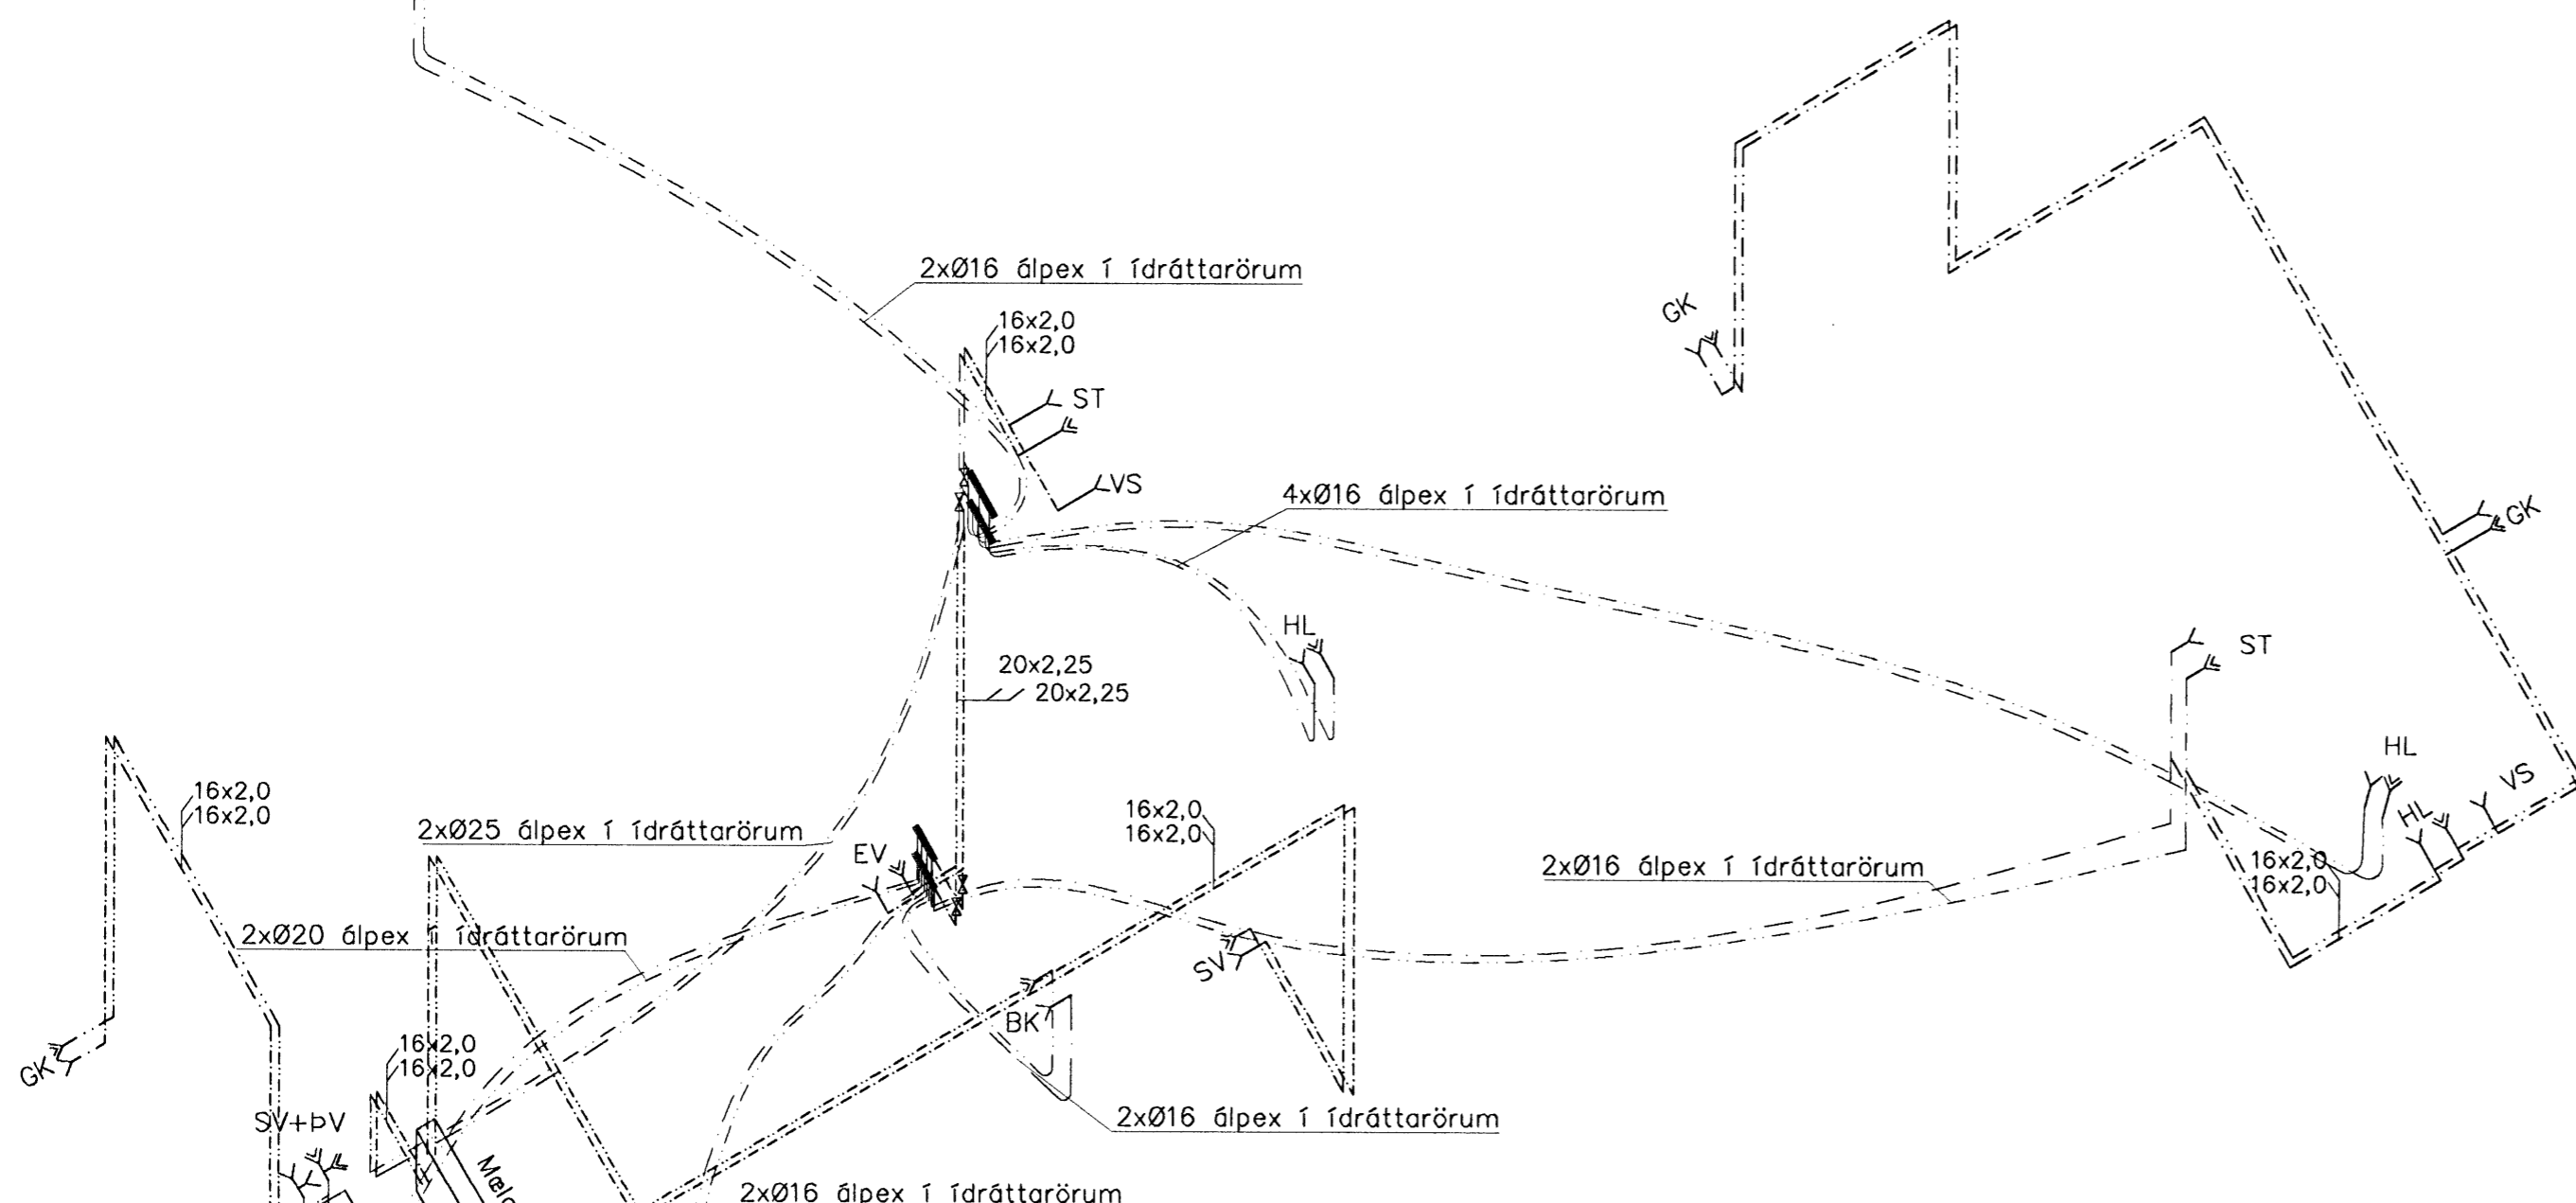 2xØ16 álpex í ídráttarörum
16x2,0
16x2,0
GK
ST
VS
4xØ16 álpex í ídráttarörum
GK
HL
ST
20x2,25
20x2,25
HL
VS
HL
16x2,0
16x2,0
16x2,0
16x2,0
2xØ25 álpex í ídráttarörum
EV
16x2,0
16x2,0
2xØ16 álpex í ídráttarörum
2xØ20 álpex í ídráttarörum
SV
BK
16x2,0
16x2,0
GK
SV+ÞV
2xØ16 álpex í ídráttarörum
2xØ16 álpex í ídráttarörum